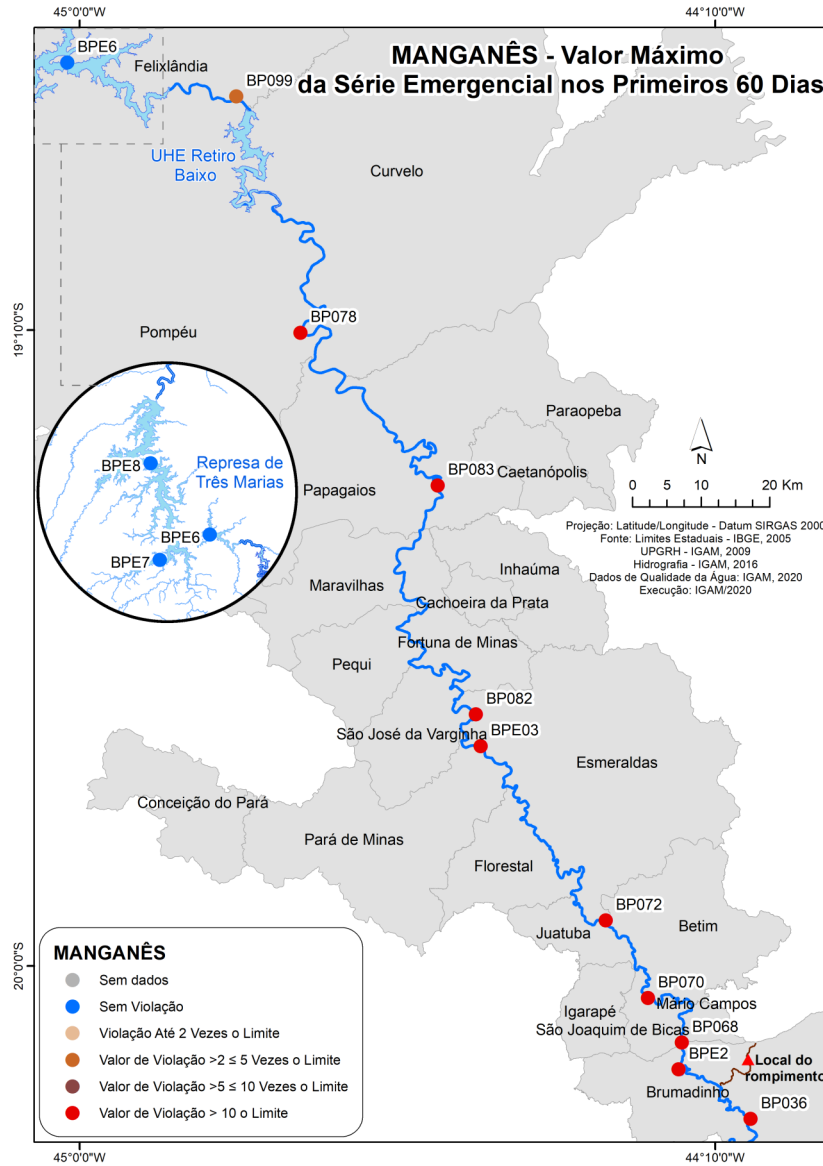 45°0'0"W
44°10'0"W
MANGANÊS - Valor Máximo
da Série Emergencial nos Primeiros 60 Dias
BPE6
Felixlândia
BP099
UHE Retiro
Baixo
Curvelo
19°10'0"S
BP078
Pompéu
Paraopeba
N
0 5 10 20 Km
BP083
Caetanópolis
Represa de
Três Marias
BPE8
BPE6
BPE7
Papagaios
Projeção: Latitude/Longitude - Datum SIRGAS 2000
Fonte: Limites Estaduais - IBGE, 2005
UPGRH - IGAM, 2009
Hidrografia - IGAM, 2016
Dados de Qualidade da Água: IGAM, 2020
Execução: IGAM/2020
Inhaúma
Maravilhas
Cachoeira da Prata
Fortuna de Minas
Pequi
BP082
São José da Varginha
BPE03
Esmeraldas
Conceição do Pará
Pará de Minas
Florestal
BP072
Juatuba
Betim
20°0'0"S
BP070
Mário Campos
Igarapé
São Joaquim de Bicas
BP068
BPE2
Local do
rompimento
Brumadinho
BP036
MANGANÊS
Sem dados
Sem Violação
Violação Até 2 Vezes o Limite
Valor de Violação >2 ≤ 5 Vezes o Limite
Valor de Violação >5 ≤ 10 Vezes o Limite
Valor de Violação > 10 o Limite
45°0'0"W
44°10'0"W